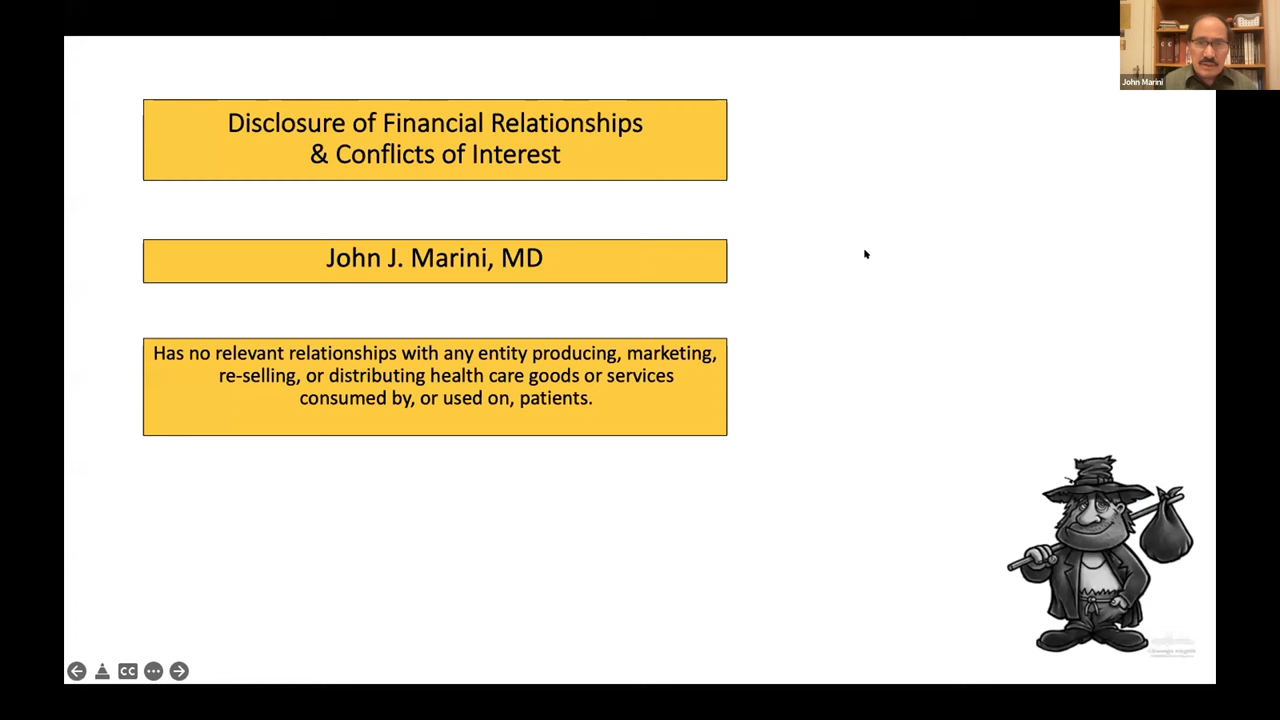 John Marini
Disclosure of Financial Relationships
& Conflicts of Interest
John J. Marini, MD
Has no relevant relationships with any entity producing, marketing,
re-selling, or distributing health care goods or services
consumed by, or used on, patients.
CC